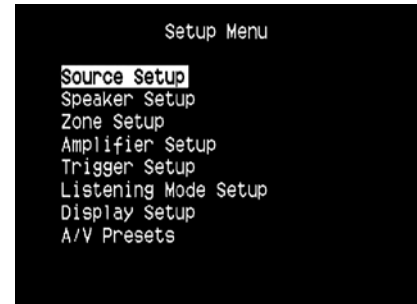 Setup Menu
Source Setup
Speaker Setup
Zone Setup
Amplifier Setup
Trigger Setup
Listening Mode Setup
Display Setup
A/V Presets